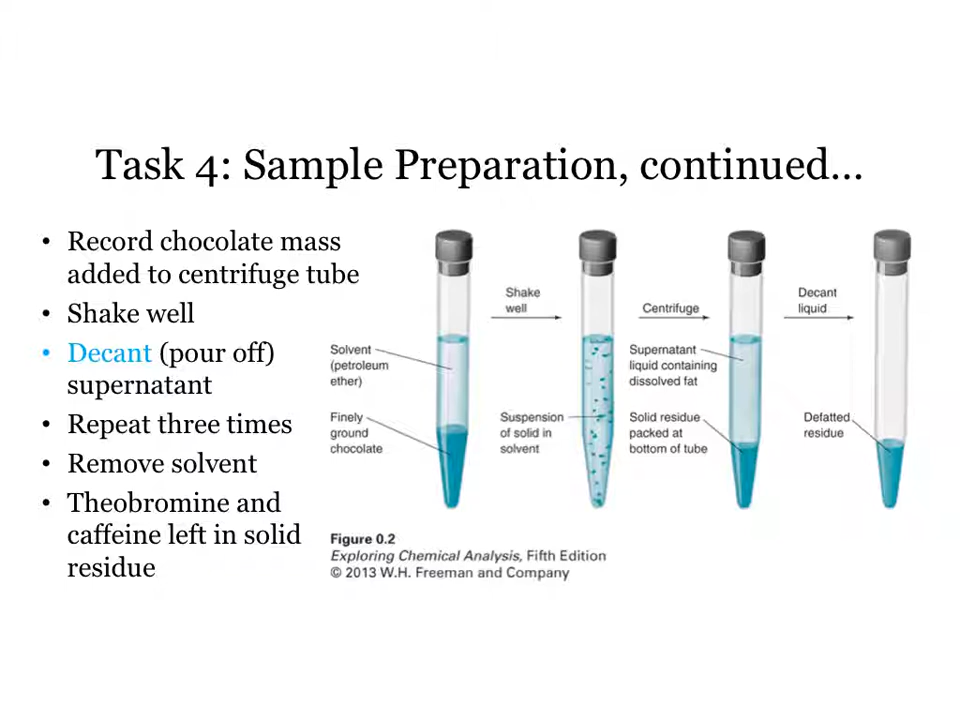 Task 4: Sample Preparation, continued…
• Record chocolate mass
added to centrifuge tube
• Shake well
• Decant (pour off)
supernatant
• Repeat three times
• Remove solvent
• Theobromine and
caffeine left in solid
residue
Shake
well
Centrifuge
Decant
liquid
Solvent
(petroleum
ether)
Finely
ground
chocolate
Suspension
of solid in
solvent
Supernatant
liquid containing
dissolved fat
Solid residue
packed at
bottom of tube
Defatted
residue
Figure 0.2
Exploring Chemical Analysis, Fifth Edition
© 2013 W.H. Freeman and Company